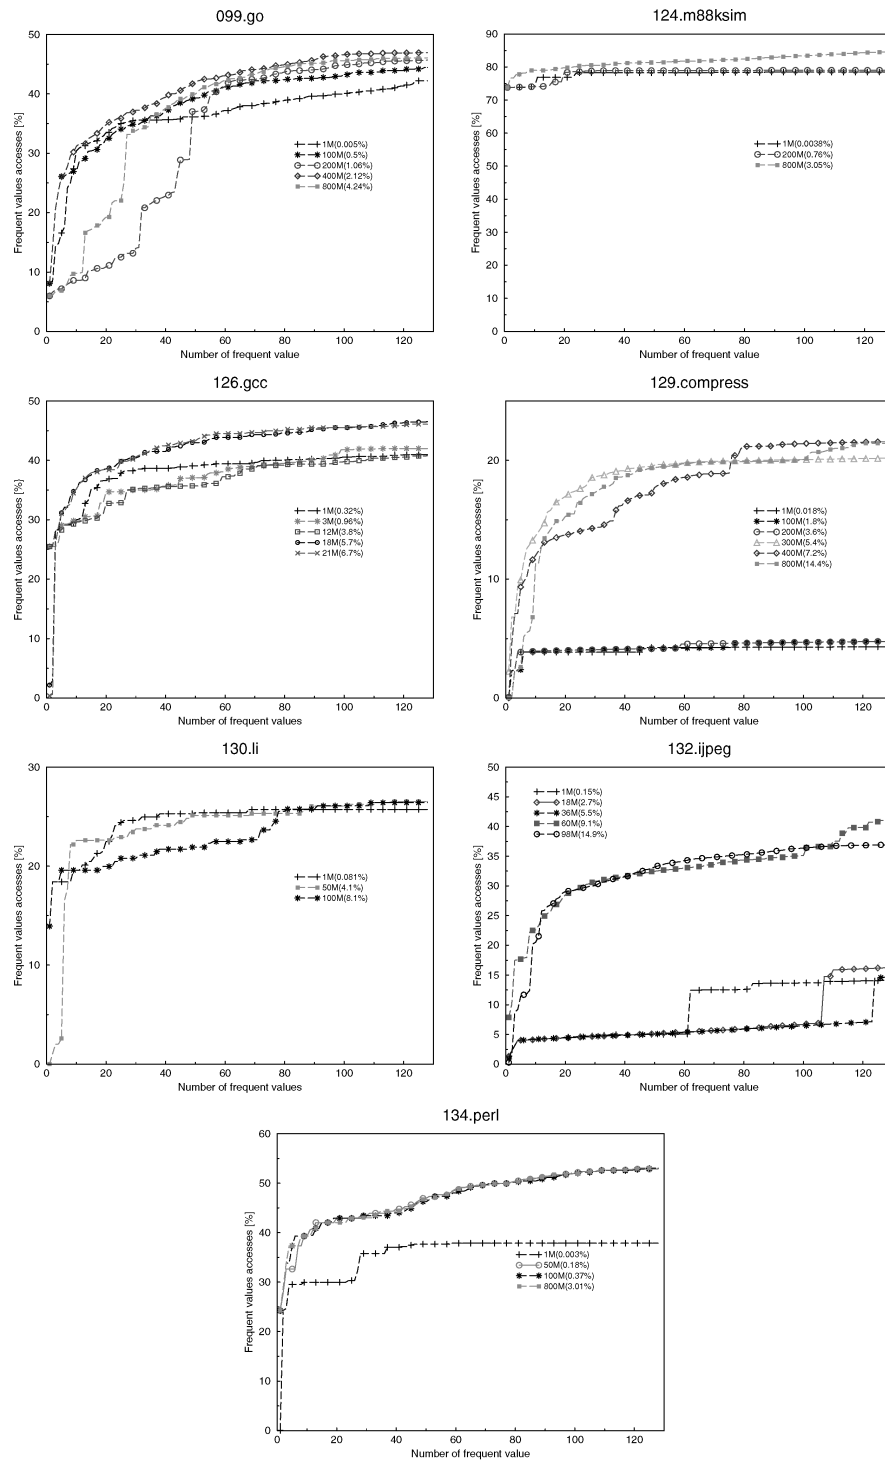 099.go
Frequent values accesses [%]
50
40
30
20
10
0
1M(0.005%)
100M(0.5%)
200M(1.06%)
400M(2.12%)
800M(4.24%)
0 20 40 60 80 100 120
Number of frequent value
124.m88ksim
Frequent values accesses [%]
90
80
70
60
50
40
30
20
10
0
1M(0.0038%)
200M(0.76%)
800M(3.05%)
0 20 40 60 80 100 120
Number of frequent value
126.gcc
Frequent values accesses [%]
50
40
30
20
10
0
1M(0.32%)
3M(0.96%)
12M(3.8%)
18M(5.7%)
21M(6.7%)
0 20 40 60 80 100 120
Number of frequent values
129.compress
Frequent values accesses [%]
20
10
0
1M(0.018%)
100M(1.8%)
200M(3.6%)
300M(5.4%)
400M(7.2%)
800M(14.4%)
0 20 40 60 80 100 120
Number of frequent value
130.li
Frequent values accesses [%]
30
20
10
0
1M(0.081%)
50M(4.1%)
100M(8.1%)
0 20 40 60 80 100 120
Number of frequent values
132.ijpeg
Frequent values accesses [%]
50
45
40
35
30
25
20
15
10
5
0
1M(0.15%)
18M(2.7%)
36M(5.5%)
60M(9.1%)
98M(14.9%)
0 20 40 60 80 100 120
Number of frequent value
134.perl
Frequent values accesses [%]
60
50
40
30
20
10
0
1M(0.003%)
50M(0.18%)
100M(0.37%)
800M(3.01%)
0 20 40 60 80 100 120
Number of frequent value